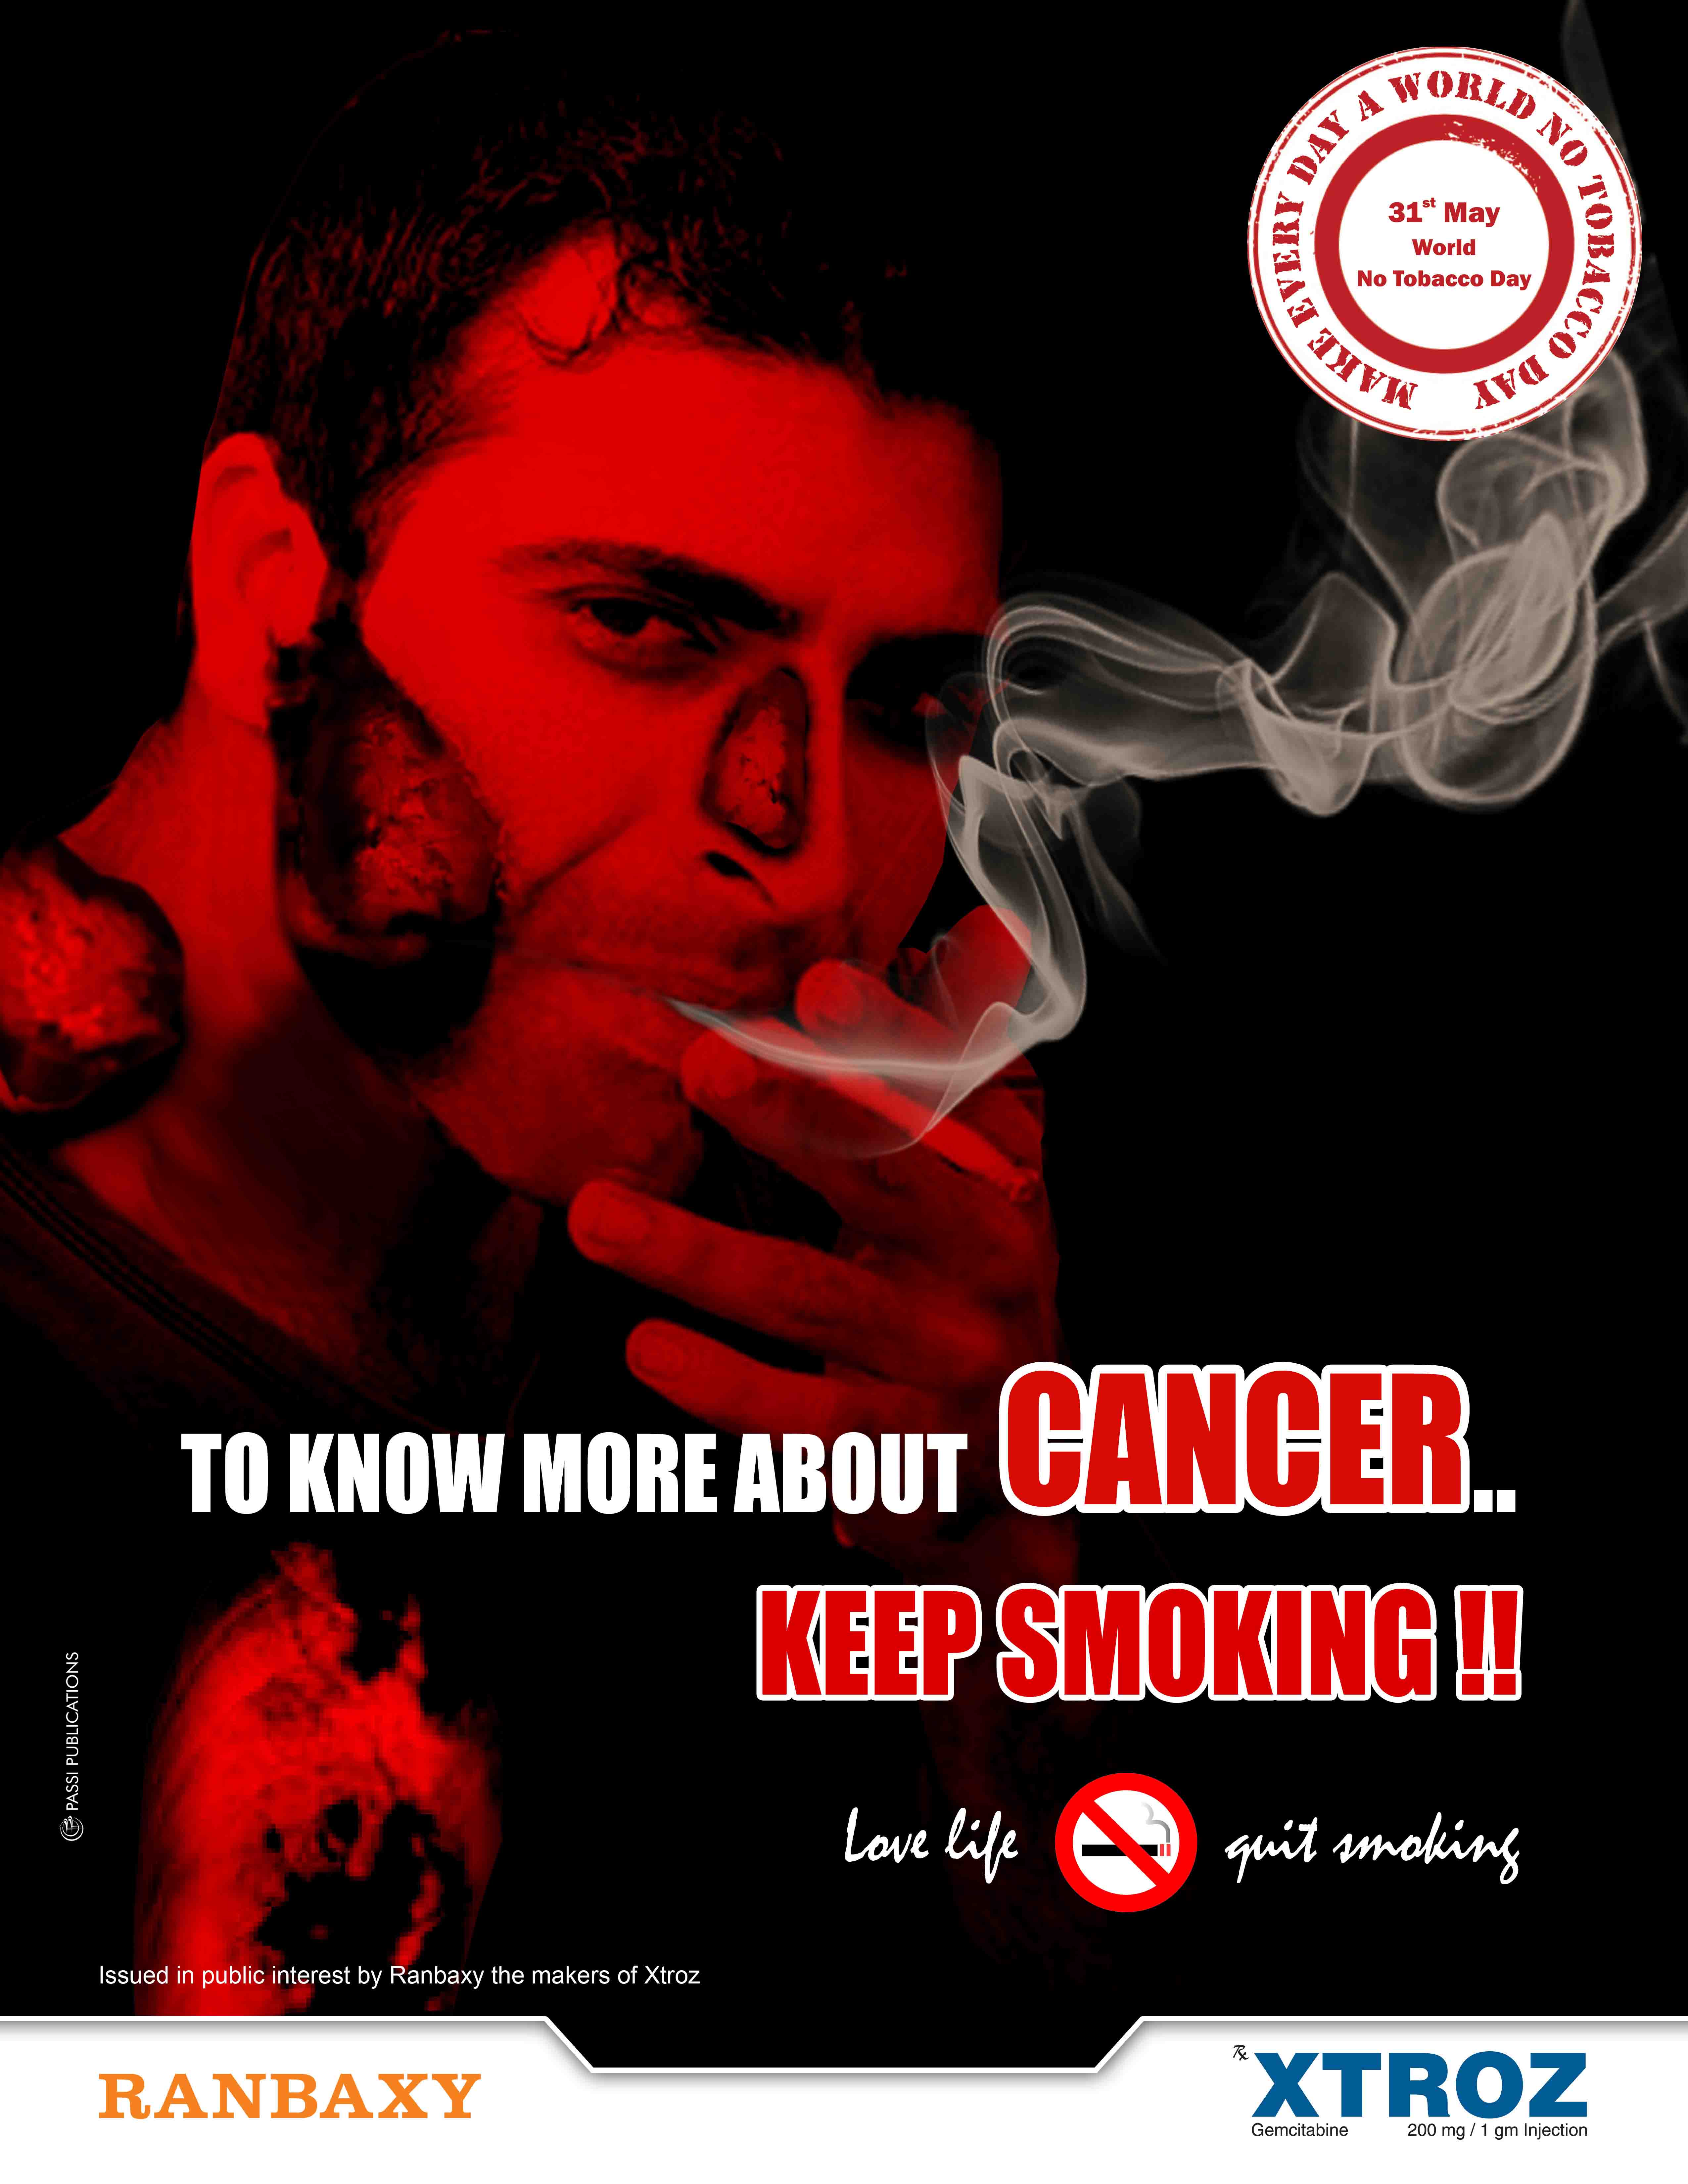 MAKE EVERY DAY A WORLD NO TOBACCO DAY
31st May
World
No Tobacco Day
TO KNOW MORE ABOUT CANCER..
KEEP SMOKING !!
Love life quit smoking
PASSI PUBLICATIONS
Issued in public interest by Ranbaxy the makers of Xtroz
RANBAXY
Rx XTROZ
Gemcitabine 200 mg / 1 gm Injection